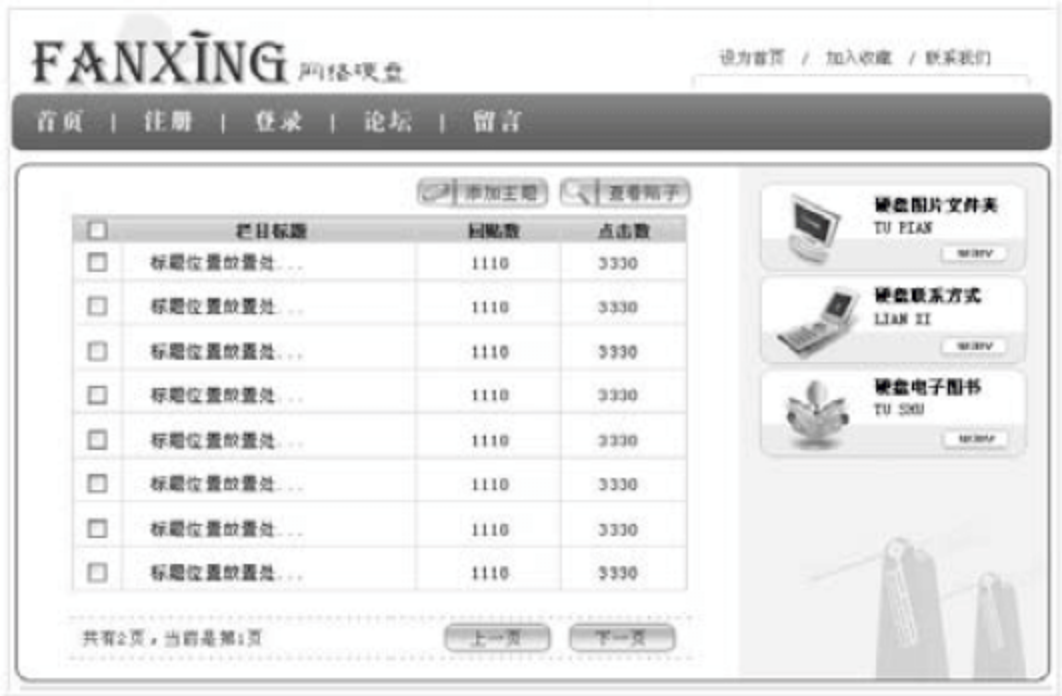 FANXING 网络硬盘
设为首页 / 加入收藏 / 联系我们
首页 | 注册 | 登录 | 论坛 | 留言
添加主题 查看帖子
栏目标题 回贴数 点击数
标题位置放置处... 1110 3330
标题位置放置处... 1110 3330
标题位置放置处... 1110 3330
标题位置放置处... 1110 3330
标题位置放置处... 1110 3330
标题位置放置处... 1110 3330
标题位置放置处... 1110 3330
标题位置放置处... 1110 3330
共有2页，当前是第1页 上一页 下一页
硬盘图片文件夹
TU PIAN
硬盘联系方式
LIAN XI
硬盘电子图书
TU SHU